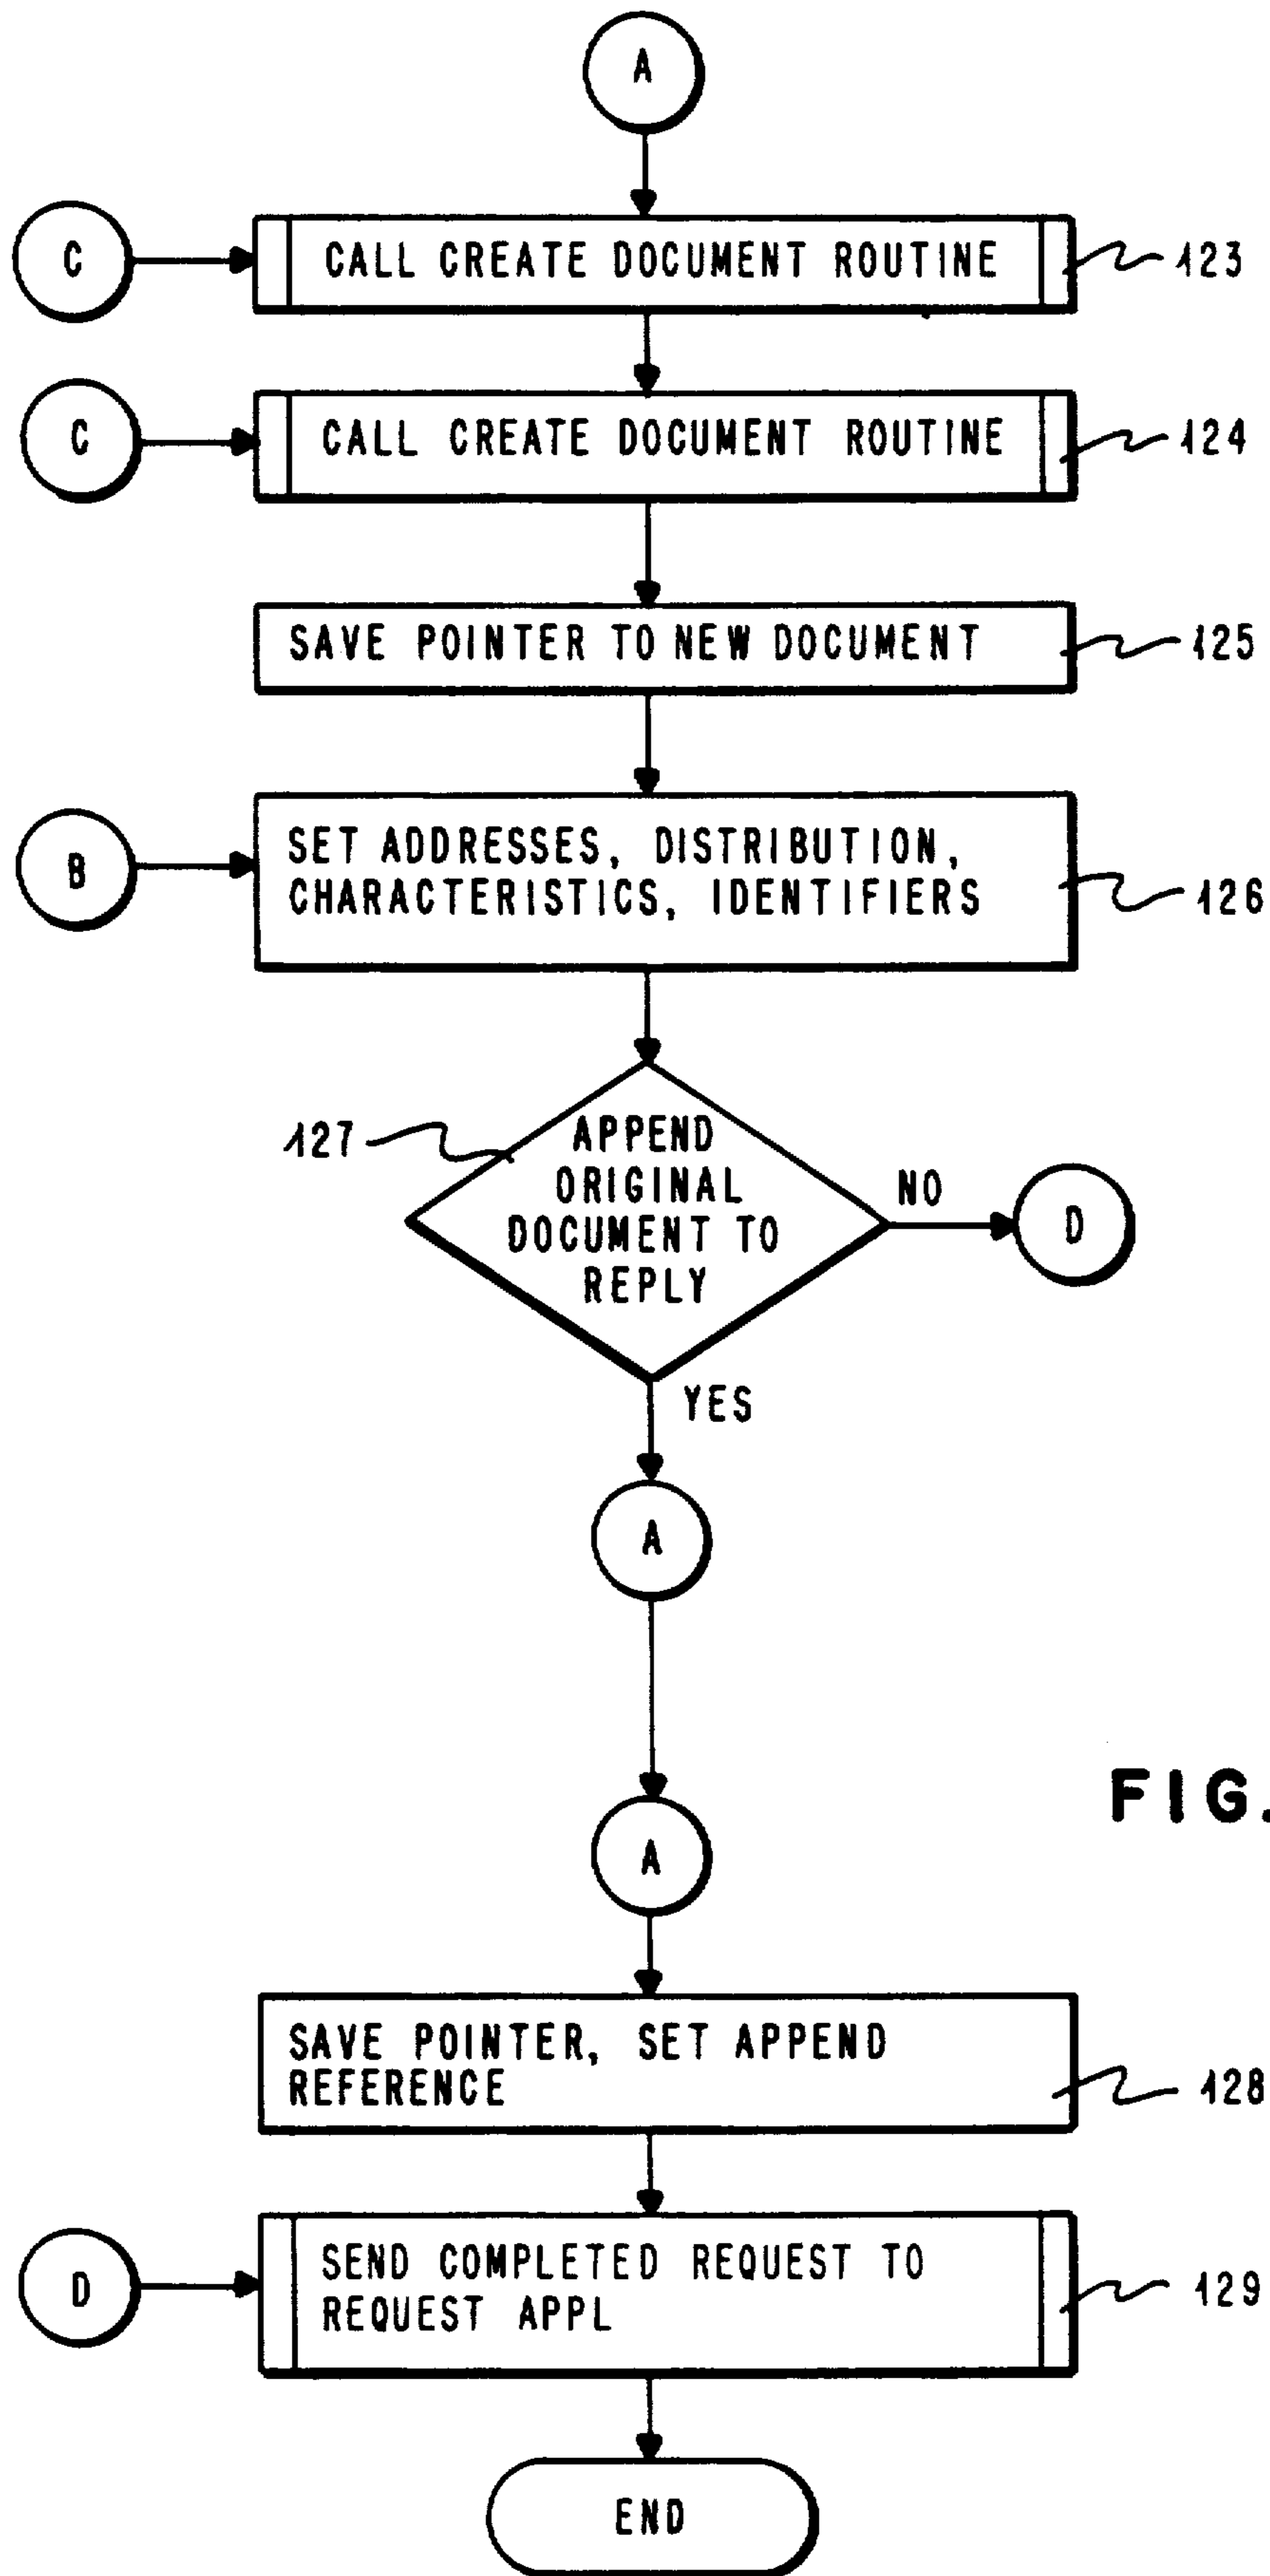 A
C
CALL CREATE DOCUMENT ROUTINE
123
C
CALL CREATE DOCUMENT ROUTINE
124
SAVE POINTER TO NEW DOCUMENT
125
B
SET ADDRESSES, DISTRIBUTION,
CHARACTERISTICS, IDENTIFIERS
126
127
APPEND
ORIGINAL
DOCUMENT TO
REPLY
NO
D
YES
A
FIG.
A
SAVE POINTER, SET APPEND
REFERENCE
128
D
SEND COMPLETED REQUEST TO
REQUEST APPL
129
END